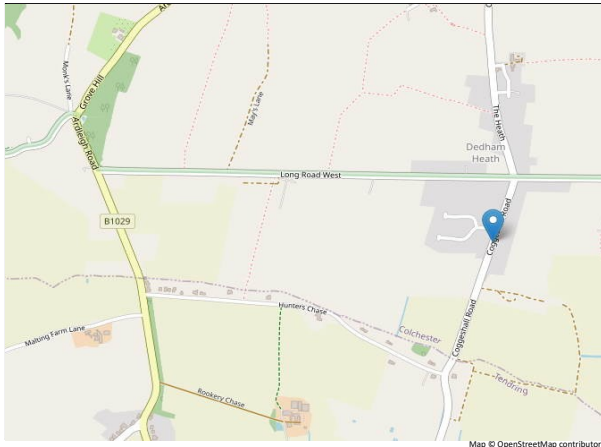 Monk's Lane
Grove Hill
Ardleigh Road
May's Lane
The Heath
Dedham
Heath
Long Road West
B1029
Coggeshall Road
Hunters Chase
Colchester
Malting Farm Lane
Coggeshall Road
Tendring
Rookery Chase
Map © OpenStreetMap contributor